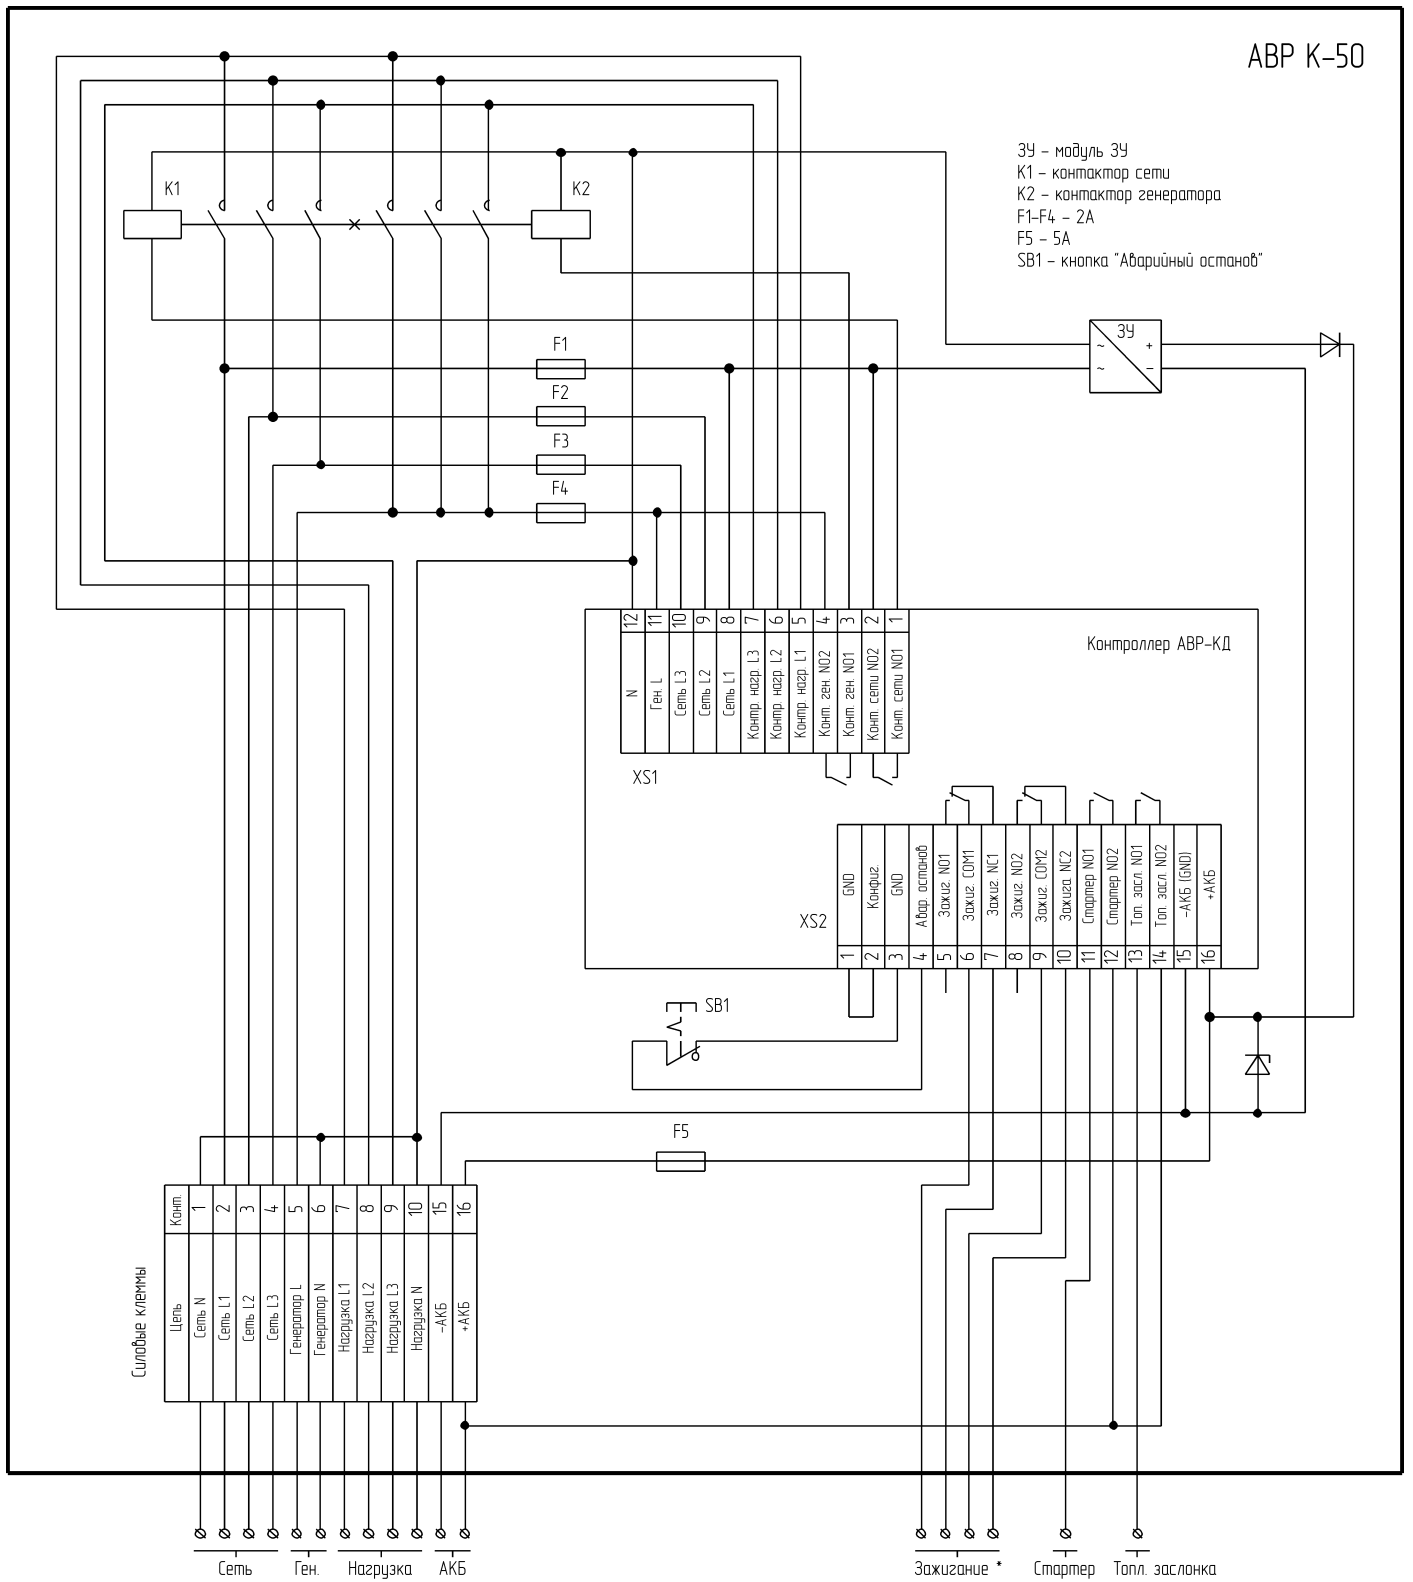 АВР К-50
ЗУ - модуль ЗУ
К1 - контактор сети
К2 - контактор генератора
F1-F4 - 2А
F5 - 5А
SB1 - кнопка "Аварийный останов"
К1
К2
F1
F2
F3
F4
ЗУ
~ +
~ -
Контроллер АВР-КД
12 11 10 9 8 7 6 5 4 3 2 1
N
Ген. L
Сеть L3
Сеть L2
Сеть L1
Контр. нагр. L3
Контр. нагр. L2
Контр. нагр. L1
Конт. ген. NO2
Конт. ген. NO1
Конт. сети NO2
Конт. сети NO1
XS1
XS2
GND
Конфиг.
GND
Авар. останов
Зажиг. NO1
Зажиг. COM1
Зажиг. NC1
Зажиг. NO2
Зажиг. COM2
Зажига. NC2
Стартер NO1
Стартер NO2
Топ. засл. NO1
Топ. засл. NO2
-АКБ (GND)
+АКБ
1 2 3 4 5 6 7 8 9 10 11 12 13 14 15 16
SB1
F5
Силовые клеммы
Конт. 1 2 3 4 5 6 7 8 9 10 15 16
Цепь
Сеть N
Сеть L1
Сеть L2
Сеть L3
Генератор L
Генератор N
Нагрузка L1
Нагрузка L2
Нагрузка L3
Нагрузка N
-АКБ
+АКБ
Сеть Ген. Нагрузка АКБ Зажигание * Стартер Топл. заслонка